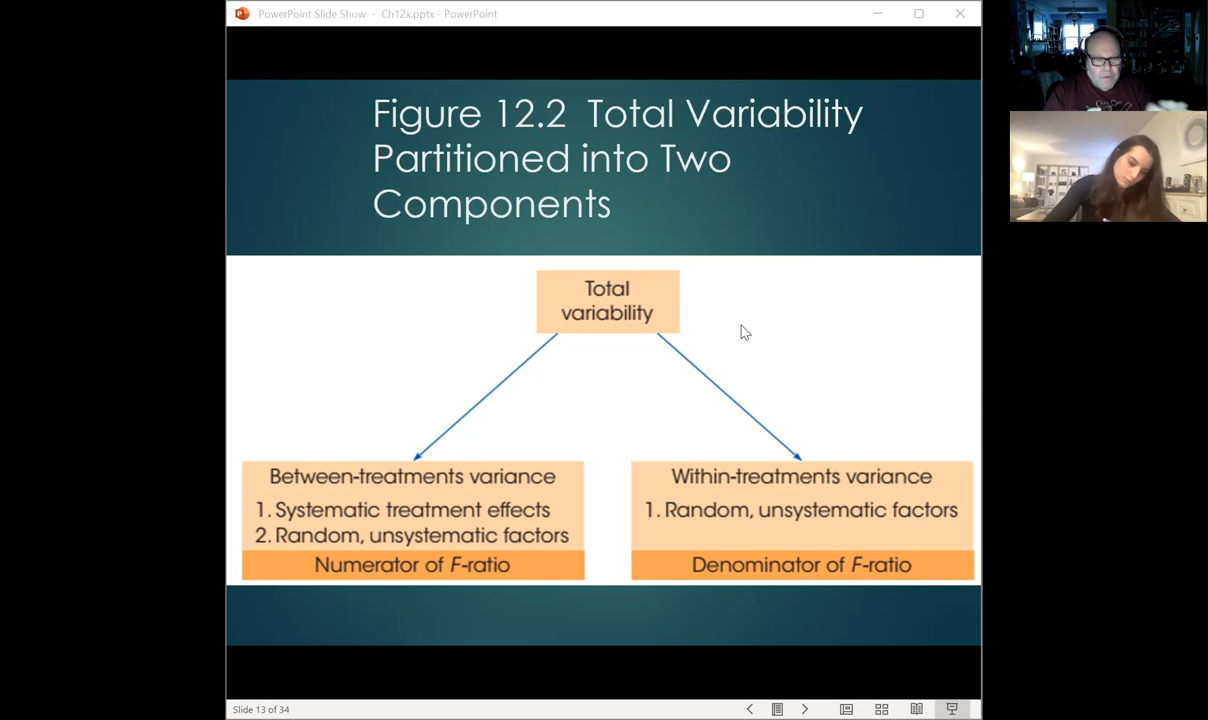 PowerPoint Slide Show - Ch12x.pptx - PowerPoint
Figure 12.2 Total Variability
Partitioned into Two
Components
Total
variability
Between-treatments variance
1. Systematic treatment effects
2. Random, unsystematic factors
Numerator of F-ratio
Within-treatments variance
1. Random, unsystematic factors
Denominator of F-ratio
Slide 13 of 34